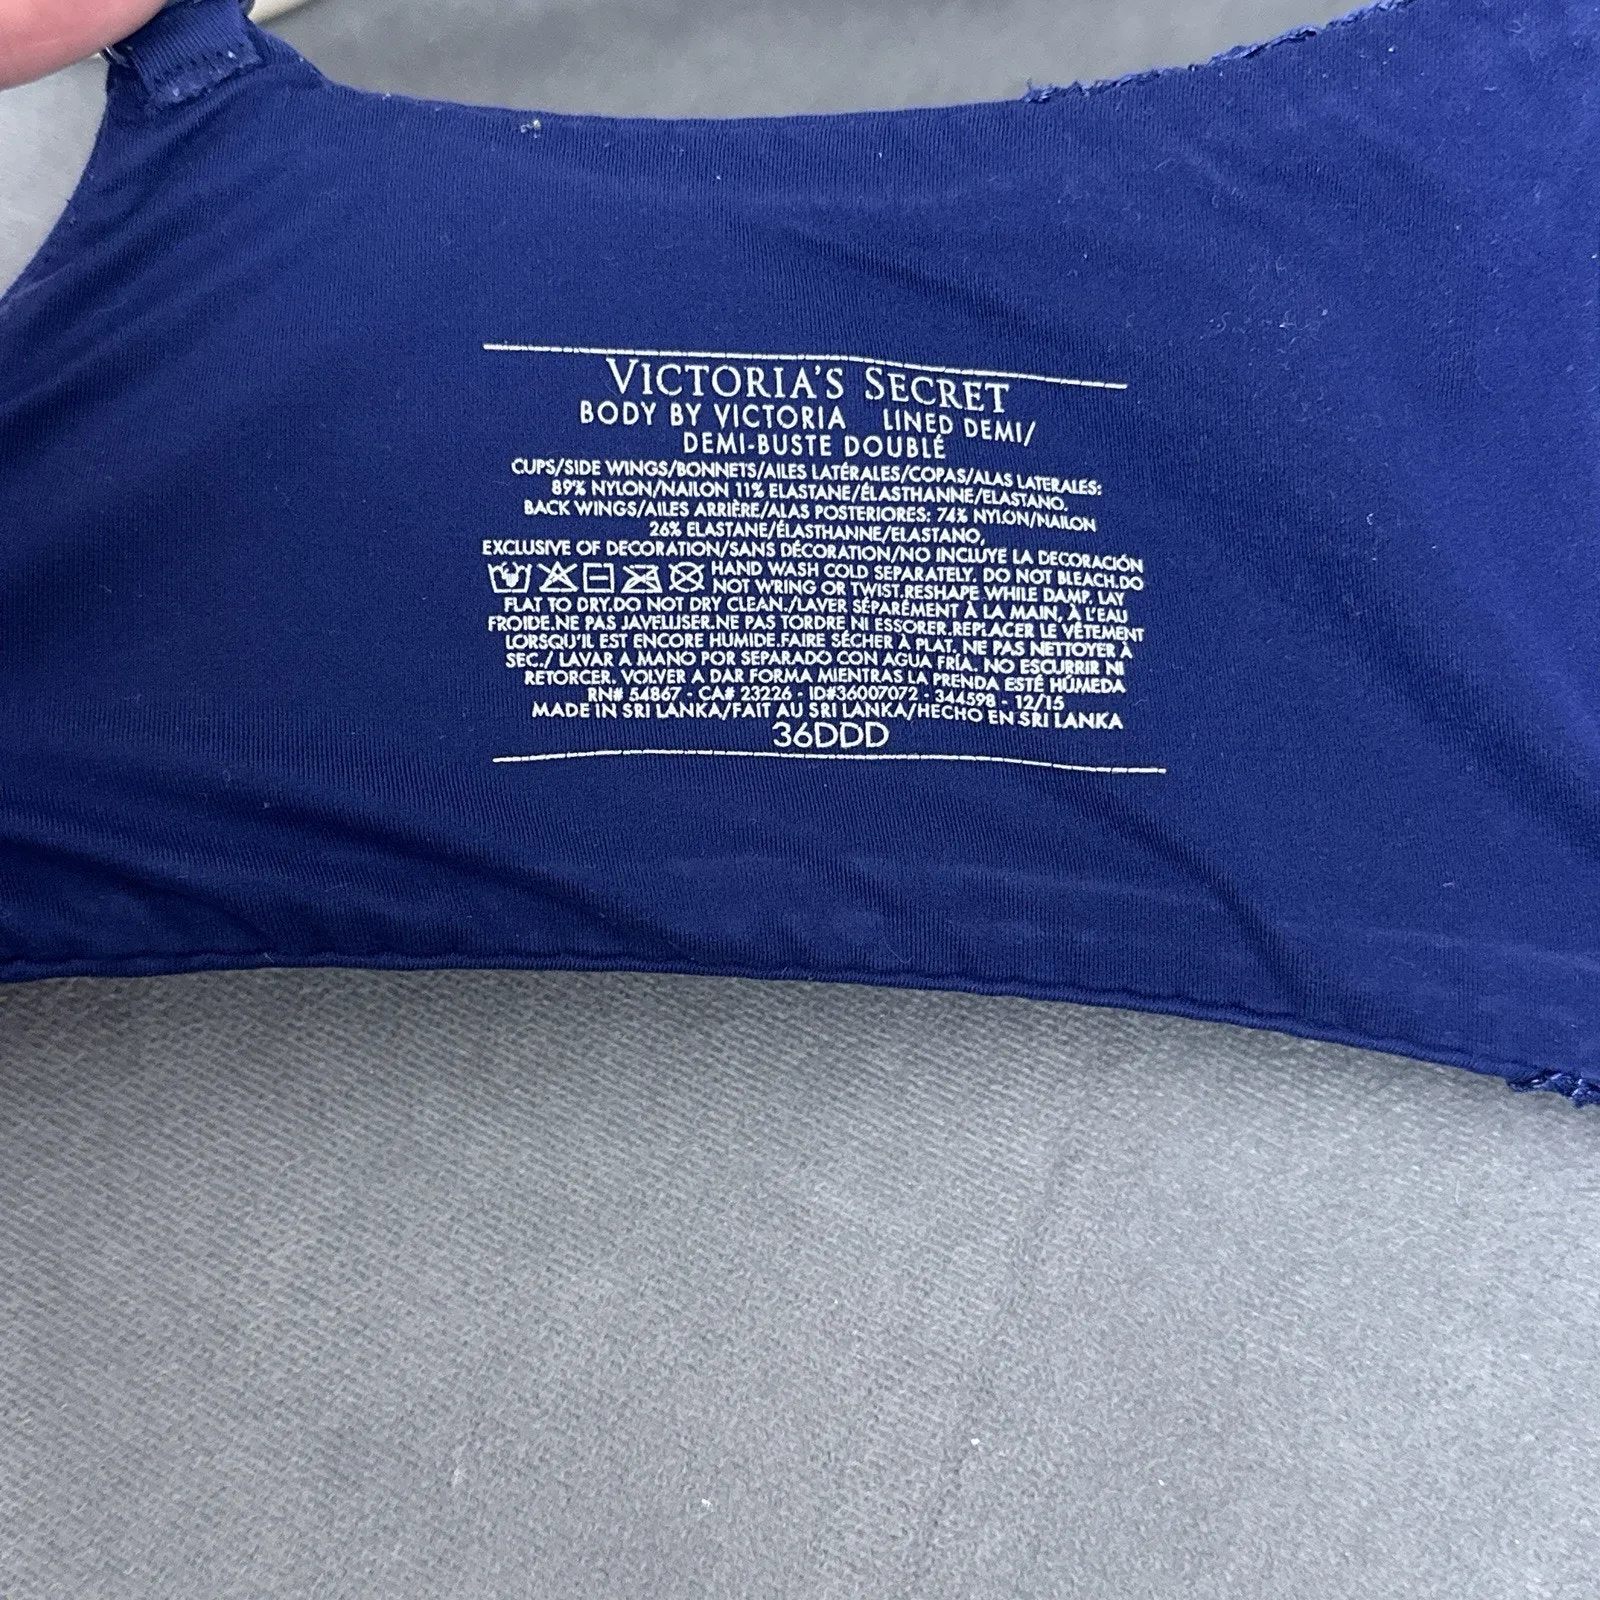 VICTORIA'S SECRET
BODY BY VICTORIA LINED DEMI/
DEMI-BUSTE DOUBLÉ
CUPS/SIDE WINGS/BONNETS/AILES LATÉRALES/COPAS/ALAS LATERALES:
89% NYLON/NAILON 11% ELASTANE/ÉLASTHANNE/ELASTANO.
BACK WINGS/AILES ARRIÈRE/ALAS POSTERIORES: 74% NYLON/NAILON
26% ELASTANE/ÉLASTHANNE/ELASTANO,
EXCLUSIVE OF DECORATION/SANS DÉCORATION/NO INCLUYE LA DECORACIÓN
HAND WASH COLD SEPARATELY. DO NOT BLEACH.DO
NOT WRING OR TWIST.RESHAPE WHILE DAMP. LAY
FLAT TO DRY.DO NOT DRY CLEAN./LAVER SÉPARÉMENT À LA MAIN, À L'EAU
FROIDE.NE PAS JAVELLISER.NE PAS TORDRE NI ESSORER.REPLACER LE VÊTEMENT
LORSQU'IL EST ENCORE HUMIDE.FAIRE SÉCHER À PLAT. NE PAS NETTOYER À
SEC./ LAVAR A MANO POR SEPARADO CON AGUA FRÍA. NO ESCURRIR NI
RETORCER. VOLVER A DAR FORMA MIENTRAS LA PRENDA ESTÉ HÚMEDA
RN# 54867 - CA# 23226 - ID#36007072 - 344598 - 12/15
MADE IN SRI LANKA/FAIT AU SRI LANKA/HECHO EN SRI LANKA
36DDD